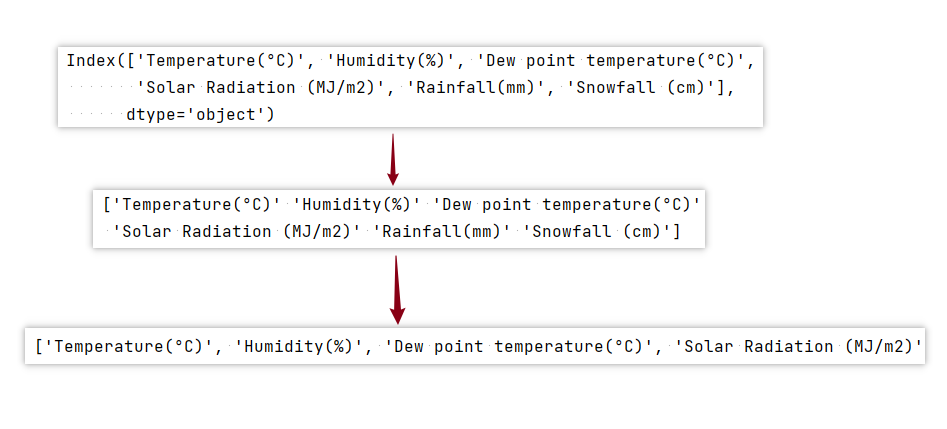 Index(['Temperature(°C)', 'Humidity(%)', 'Dew point temperature(°C)',
'Solar Radiation (MJ/m2)', 'Rainfall(mm)', 'Snowfall (cm)'],
dtype='object')
['Temperature(°C)' 'Humidity(%)' 'Dew point temperature(°C)'
'Solar Radiation (MJ/m2)' 'Rainfall(mm)' 'Snowfall (cm)']
['Temperature(°C)', 'Humidity(%)', 'Dew point temperature(°C)', 'Solar Radiation (MJ/m2)'